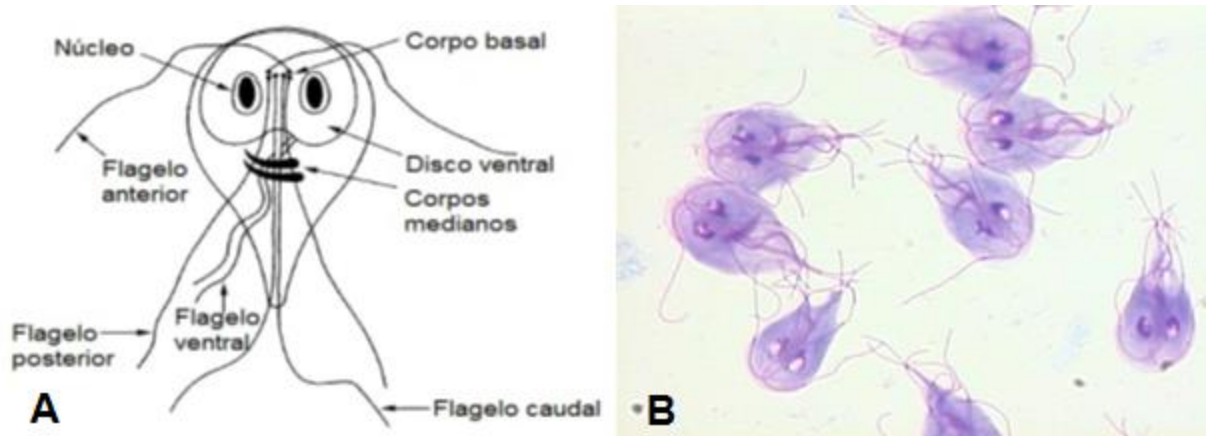 Núcleo
Corpo basal
Flagelo
anterior
Disco ventral
Corpos
medianos
Flagelo
posterior
Flagelo
ventral
Flagelo caudal
A
B